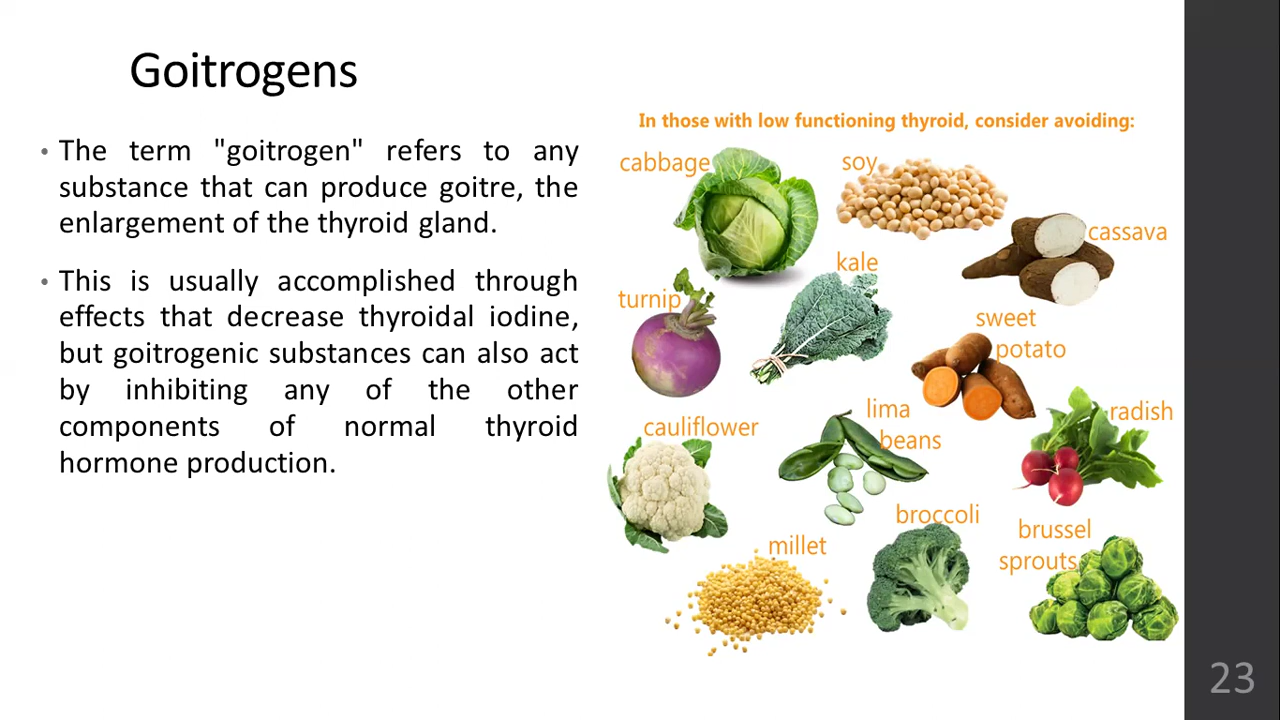 Goitrogens
• The term "goitrogen" refers to any
substance that can produce goitre, the
enlargement of the thyroid gland.
• This is usually accomplished through
effects that decrease thyroidal iodine,
but goitrogenic substances can also act
by inhibiting any of the other
components of normal thyroid
hormone production.
In those with low functioning thyroid, consider avoiding:
cabbage
soy
cassava
kale
turnip
sweet
potato
lima
beans
radish
cauliflower
broccoli
brussel
sprouts
millet
23